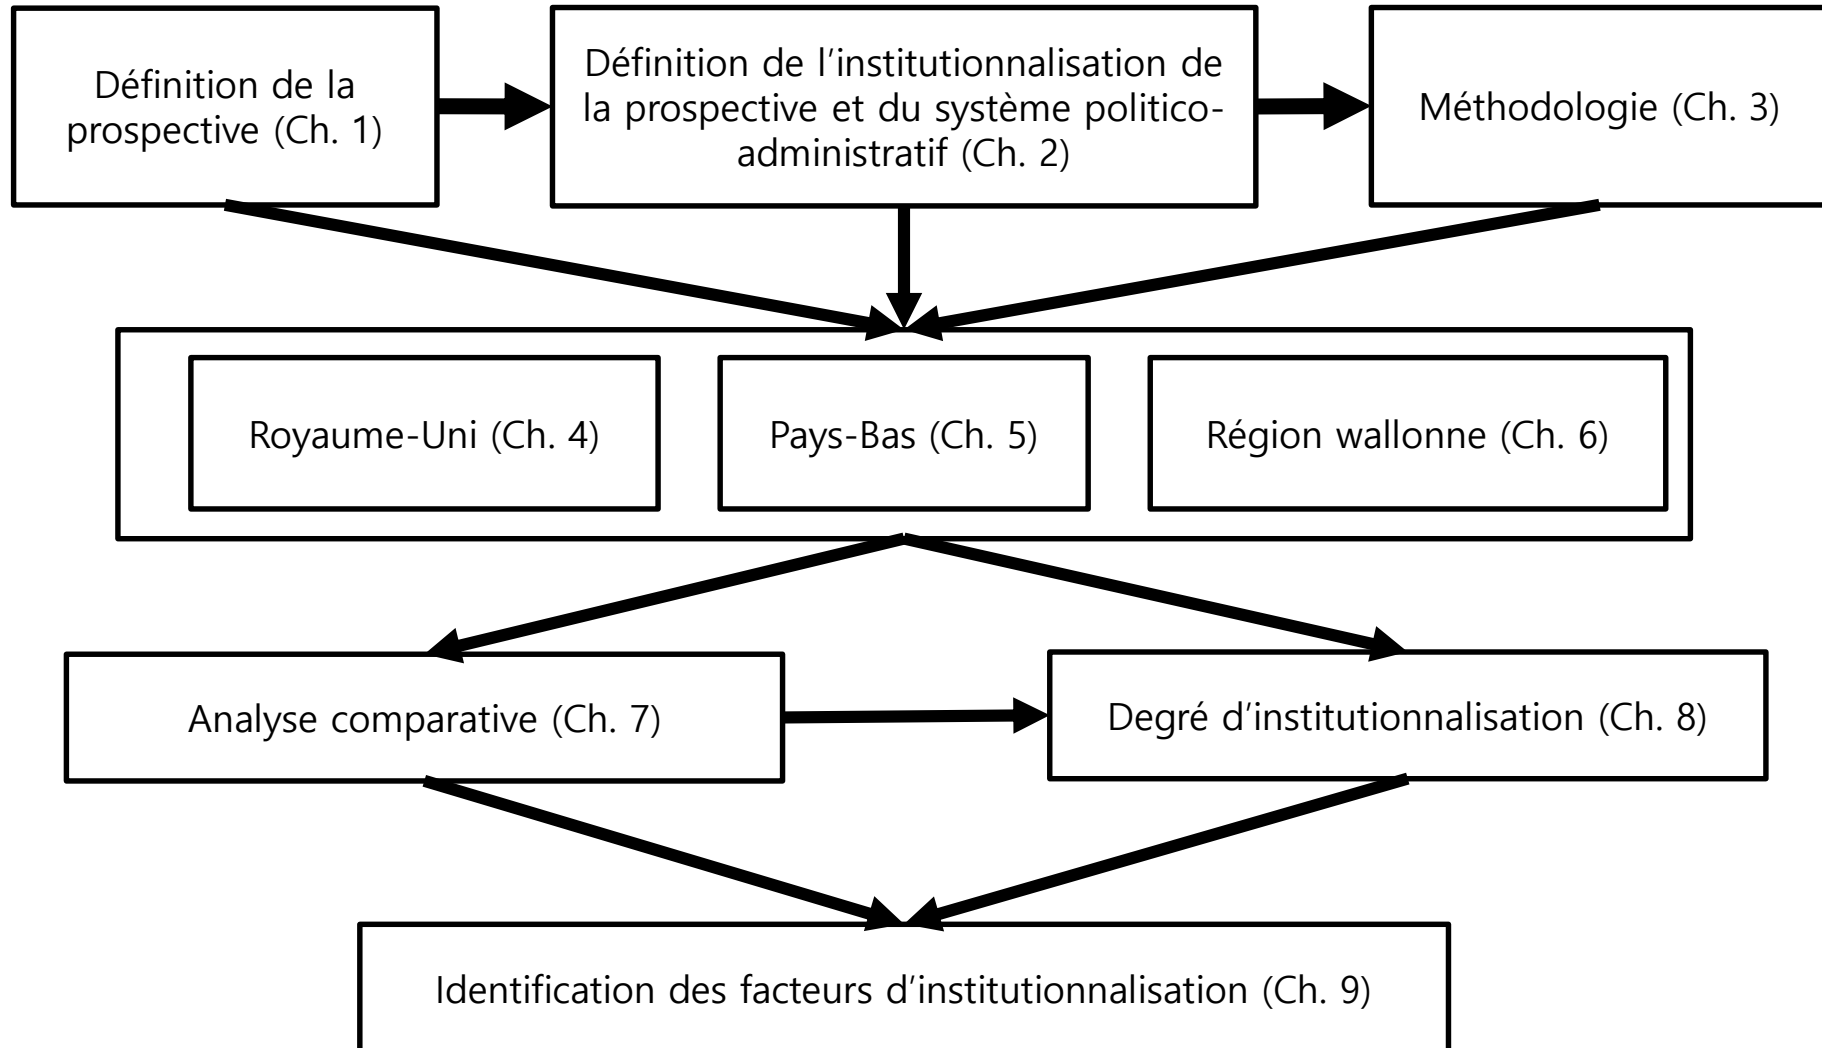 Définition de la
prospective (Ch. 1)
Définition de l'institutionnalisation de
la prospective et du système politico-
administratif (Ch. 2)
Méthodologie (Ch. 3)
Royaume-Uni (Ch. 4)
Pays-Bas (Ch. 5)
Région wallonne (Ch. 6)
Analyse comparative (Ch. 7)
Degré d'institutionnalisation (Ch. 8)
Identification des facteurs d'institutionnalisation (Ch. 9)